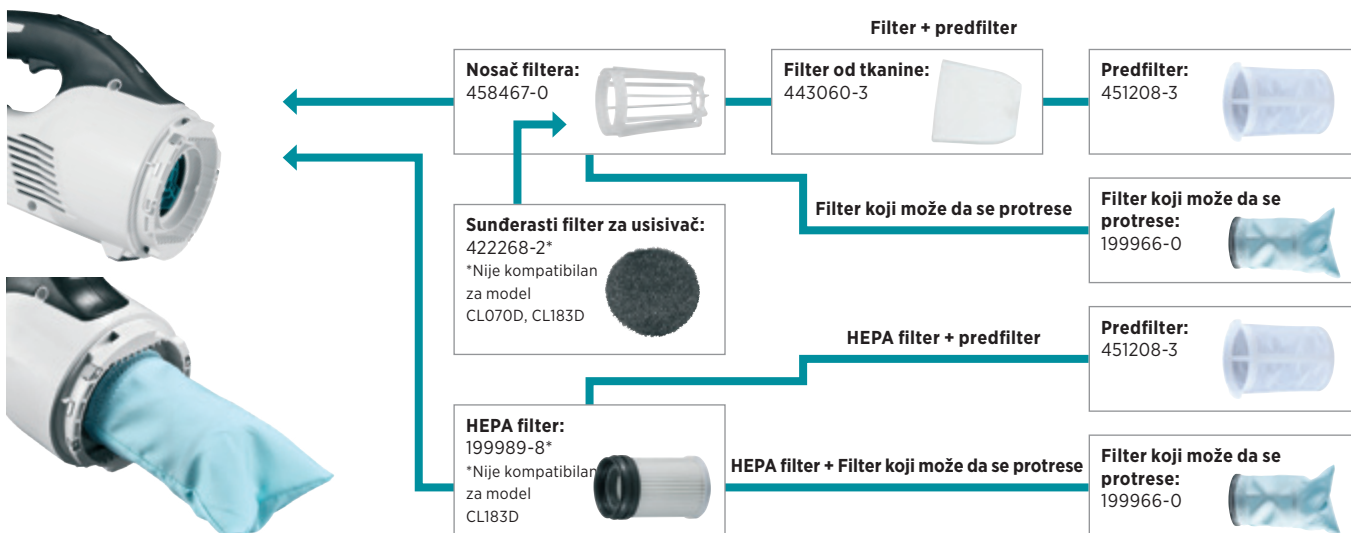 Filter + predfilter
Nosač filtera:
458467-0
Filter od tkanine:
443060-3
Predfilter:
451208-3
Filter koji može da se protrese
Filter koji može da se
protrese:
199966-0
Sunđerasti filter za usisivač:
422268-2*
*Nije kompatibilan
za model
CL070D, CL183D
HEPA filter + predfilter
Predfilter:
451208-3
HEPA filter:
199989-8*
*Nije kompatibilan
za model
CL183D
HEPA filter + Filter koji može da se protrese
Filter koji može da se
protrese:
199966-0